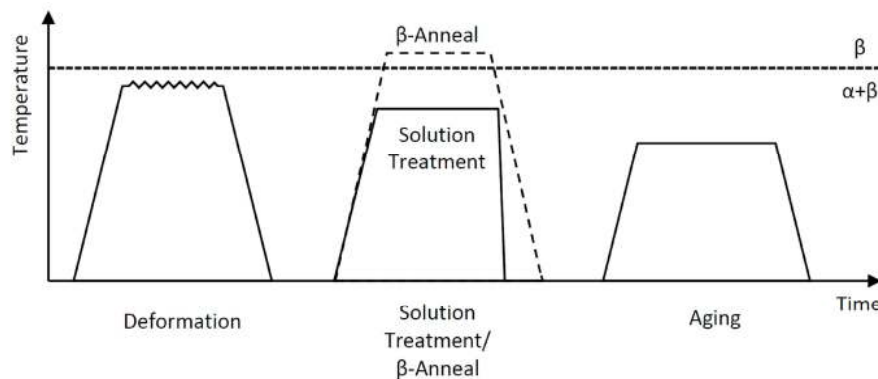 β-Anneal
β
α+β
Temperature
Solution
Treatment
Time
Deformation
Solution
Treatment/
β-Anneal
Aging